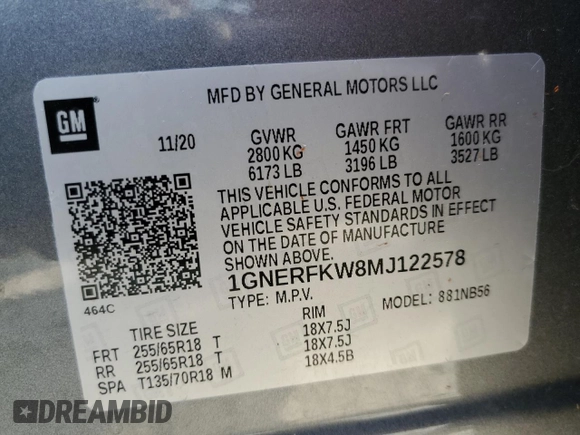 MFD BY GENERAL MOTORS LLC
GM
11/20 GVWR GAWR FRT GAWR RR
2800 KG 1450 KG 1600 KG
6173 LB 3196 LB 3527 LB
THIS VEHICLE CONFORMS TO ALL
APPLICABLE U.S. FEDERAL MOTOR
VEHICLE SAFETY STANDARDS IN EFFECT
ON THE DATE OF MANUFACTURE
SHOWN ABOVE.
1GNERFKW8MJ122578
464C
TYPE: M.P.V. MODEL: 881NB56
TIRE SIZE RIM
FRT 255/65R18 T 18X7.5J
RR 255/65R18 T 18X7.5J
SPA T135/70R18 M 18X4.5B
DREAMBID